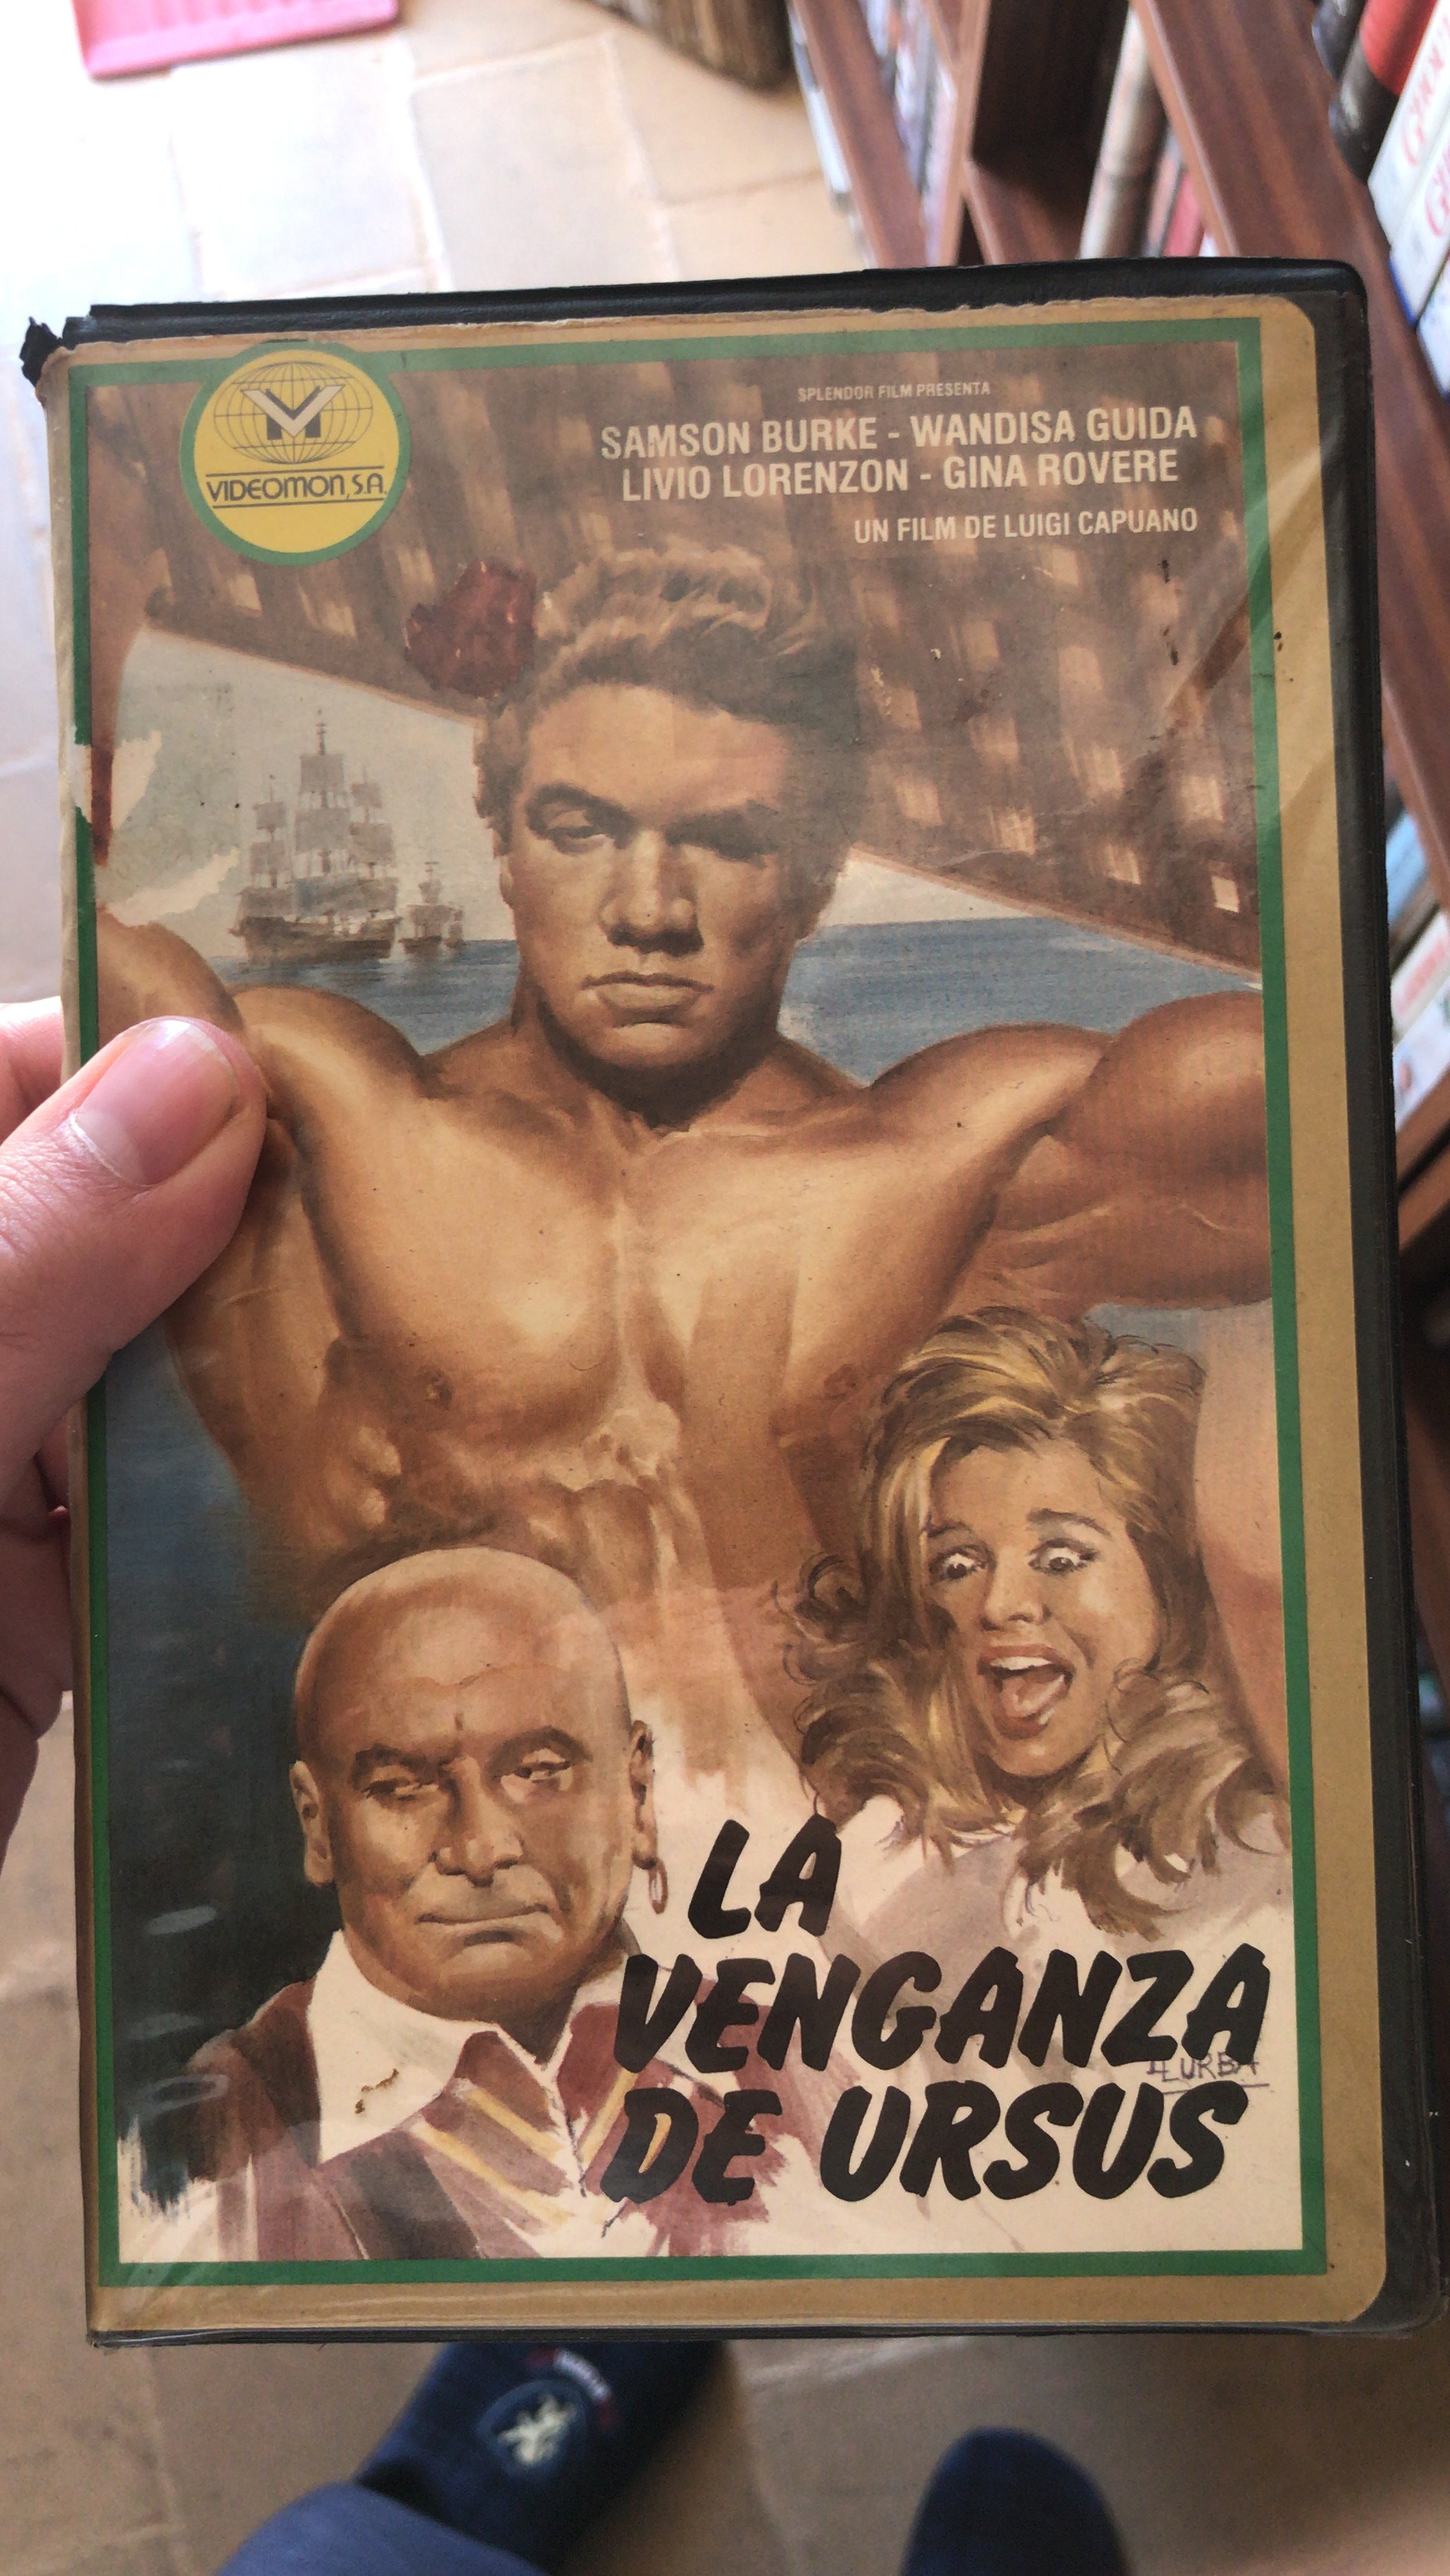 VIDEOMON, S.A.
SPLENDOR FILM PRESENTA
SAMSON BURKE - WANDISA GUIDA
LIVIO LORENZON - GINA ROVERE
UN FILM DE LUIGI CAPUANO
LA
VENGANZA
LLURBA
DE URSUS